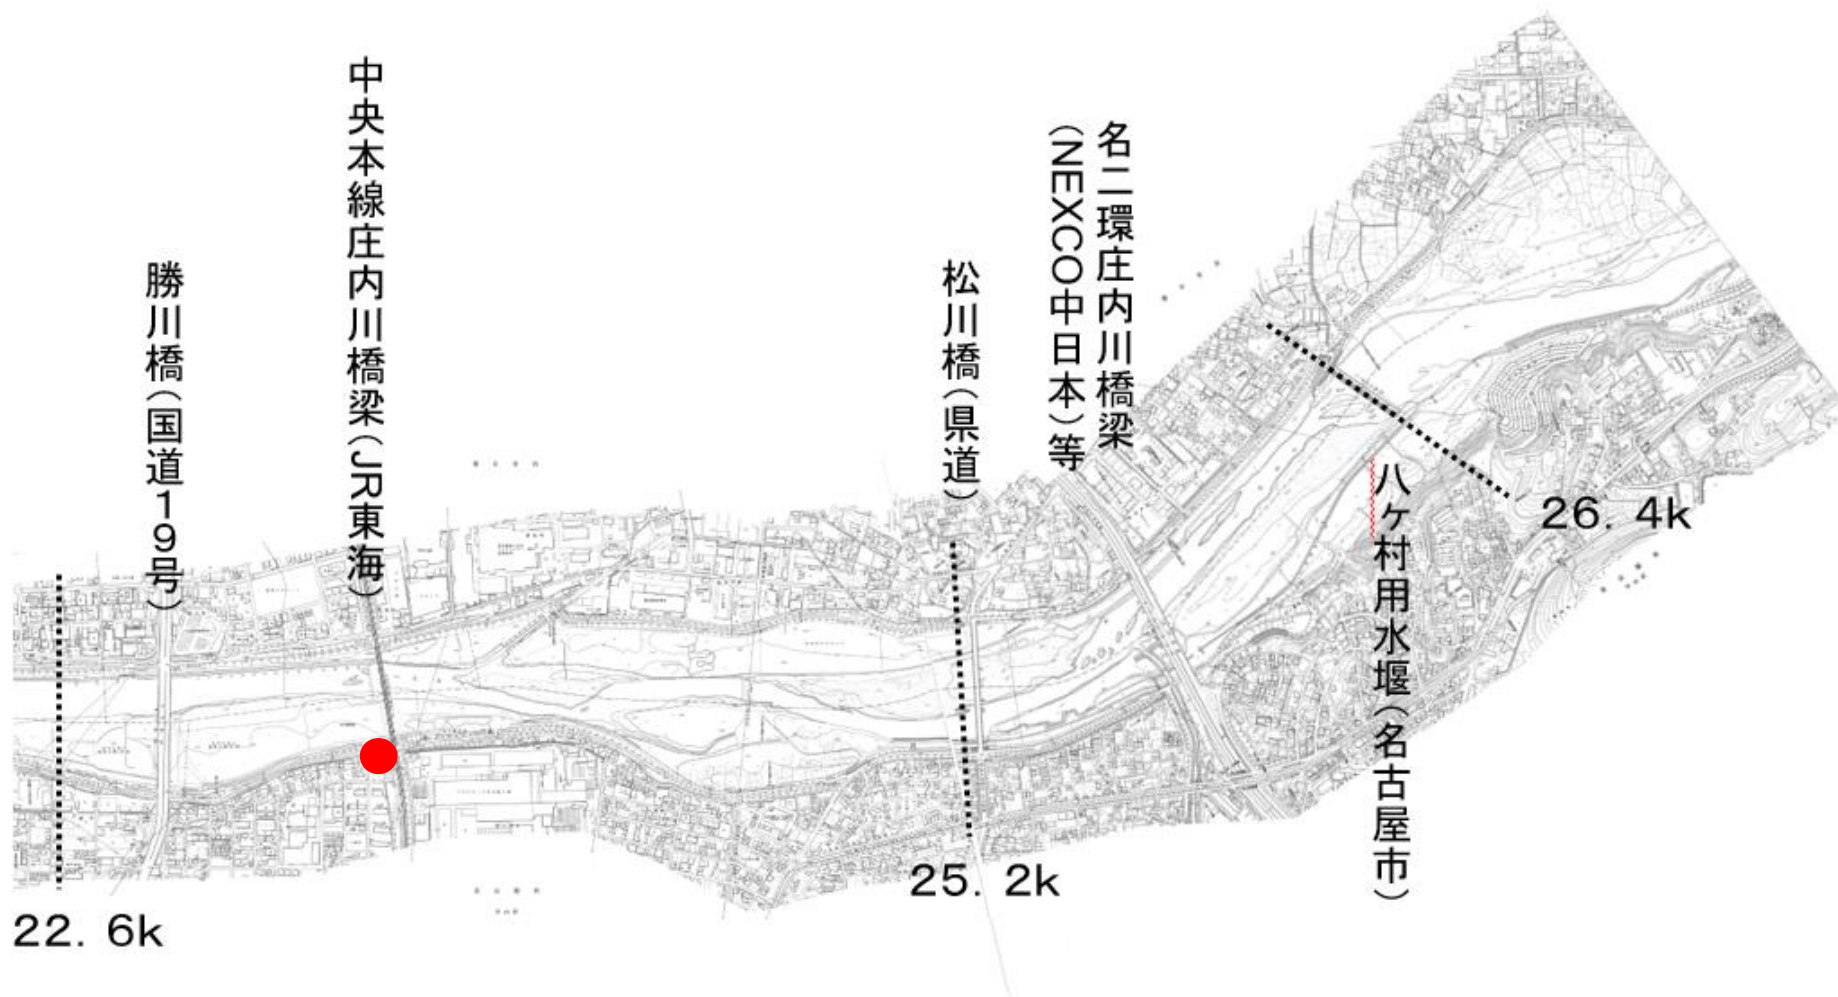 勝川橋(国道19号)
中央本線庄内川橋梁(JR東海)
松川橋(県道)
名二環庄内川橋梁
(NEXCO中日本)等
八ケ村用水堰(名古屋市)
22. 6k
25. 2k
26. 4k